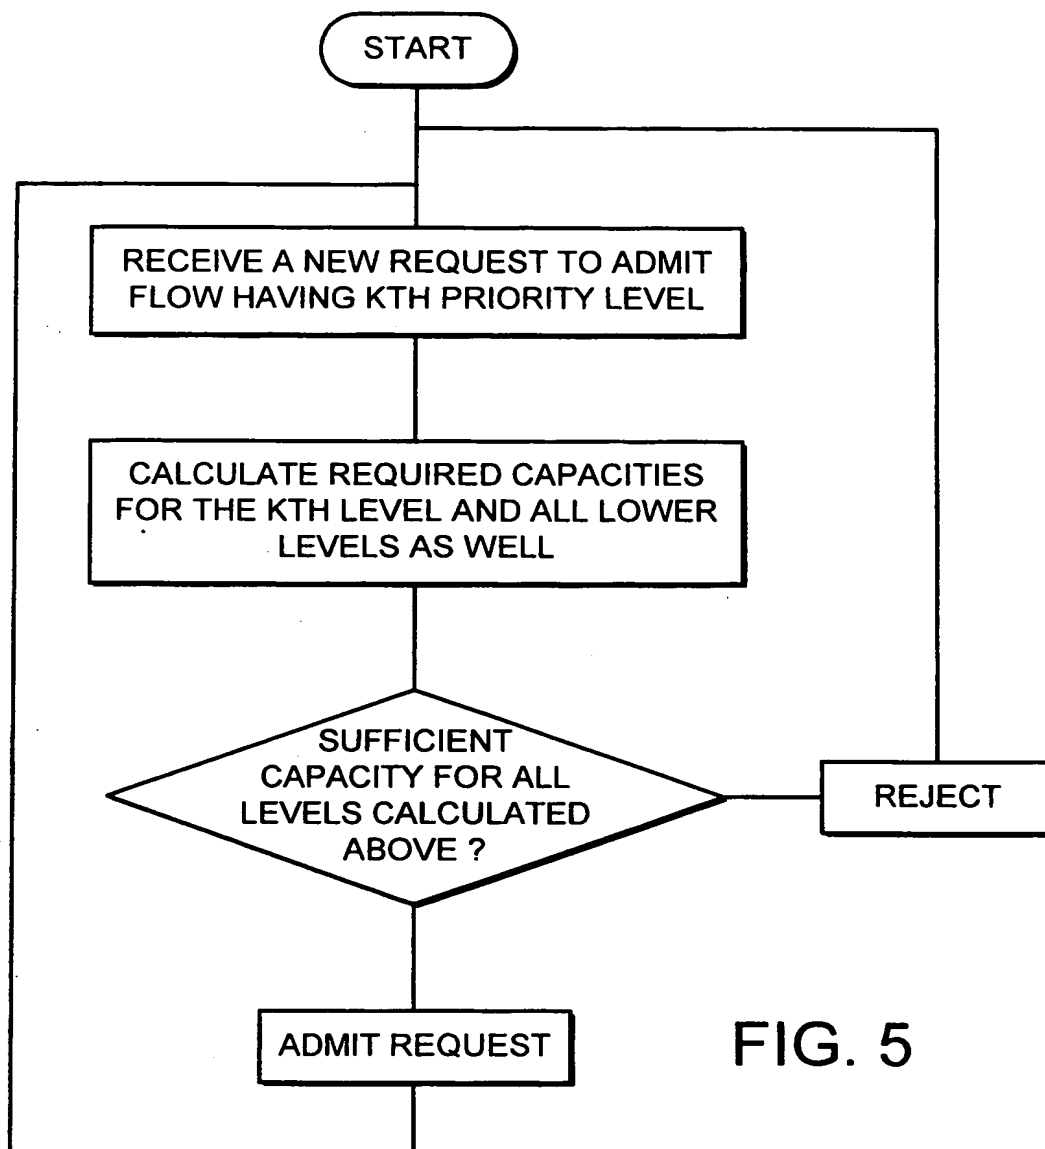 START
RECEIVE A NEW REQUEST TO ADMIT
FLOW HAVING KTH PRIORITY LEVEL
CALCULATE REQUIRED CAPACITIES
FOR THE KTH LEVEL AND ALL LOWER
LEVELS AS WELL
SUFFICIENT
CAPACITY FOR ALL
LEVELS CALCULATED
ABOVE ?
REJECT
ADMIT REQUEST
FIG. 5